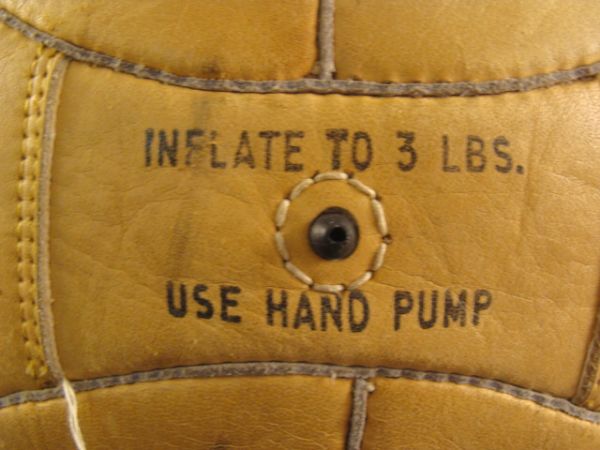 INFLATE TO 3 LBS.
USE HAND PUMP